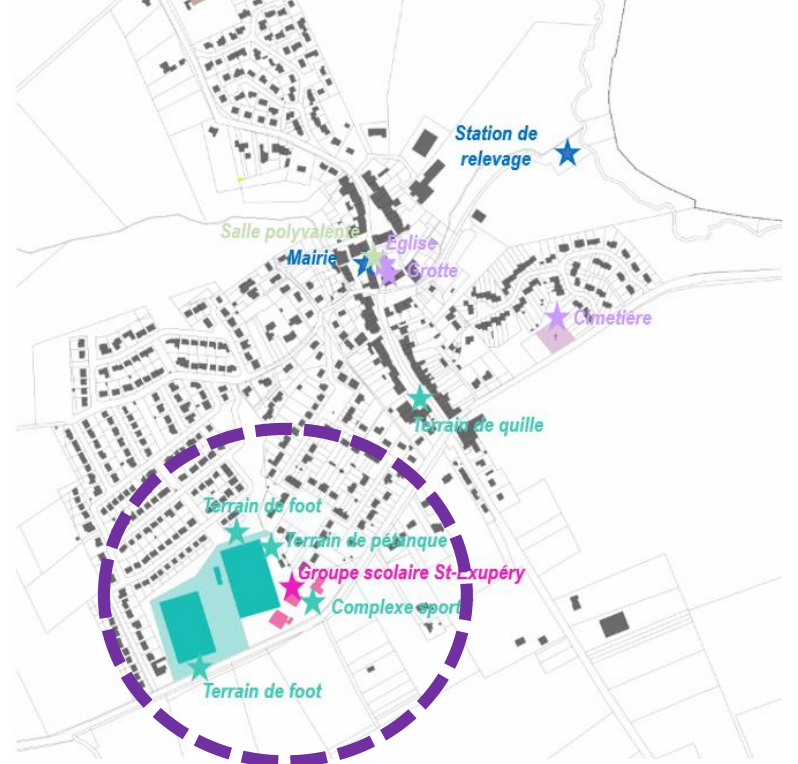 Station de
relevage
Salle polyvalente
Eglise
Mairie
Grotte
Cimetière
Terrain de quille
Terrain de foot
Terrain de pétanque
Groupe scolaire St-Exupéry
Complexe sport
Terrain de foot